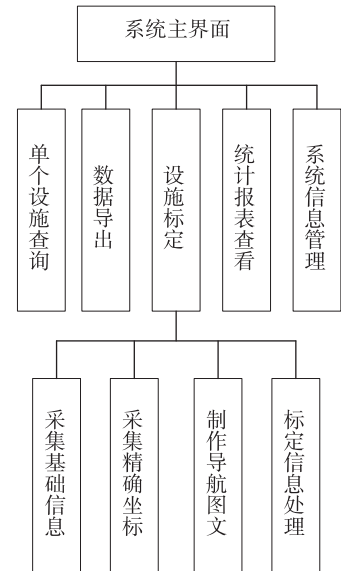 系统主界面
单个设施查询
数据导出
设施标定
统计报表查看
系统信息管理
采集基础信息
采集精确坐标
制作导航图文
标定信息处理